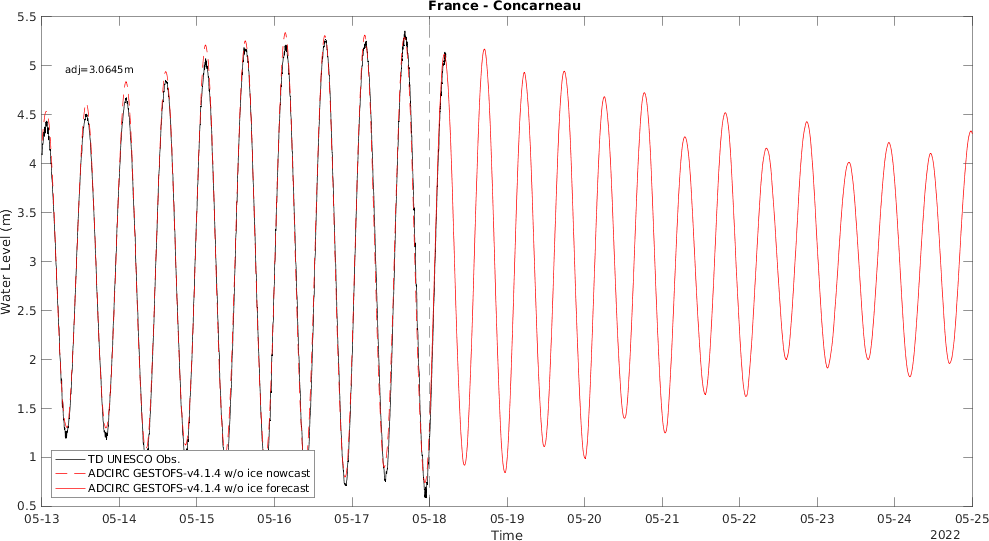 France - Concarneau
adj=3.0645m
Water Level (m)
5.5
5
4.5
4
3.5
3
2.5
2
1.5
1
0.5
TD UNESCO Obs.
ADCIRC GESTOFS-v4.1.4 w/o ice nowcast
ADCIRC GESTOFS-v4.1.4 w/o ice forecast
05-13 05-14 05-15 05-16 05-17 05-18 05-19 05-20 05-21 05-22 05-23 05-24 05-25
Time
2022